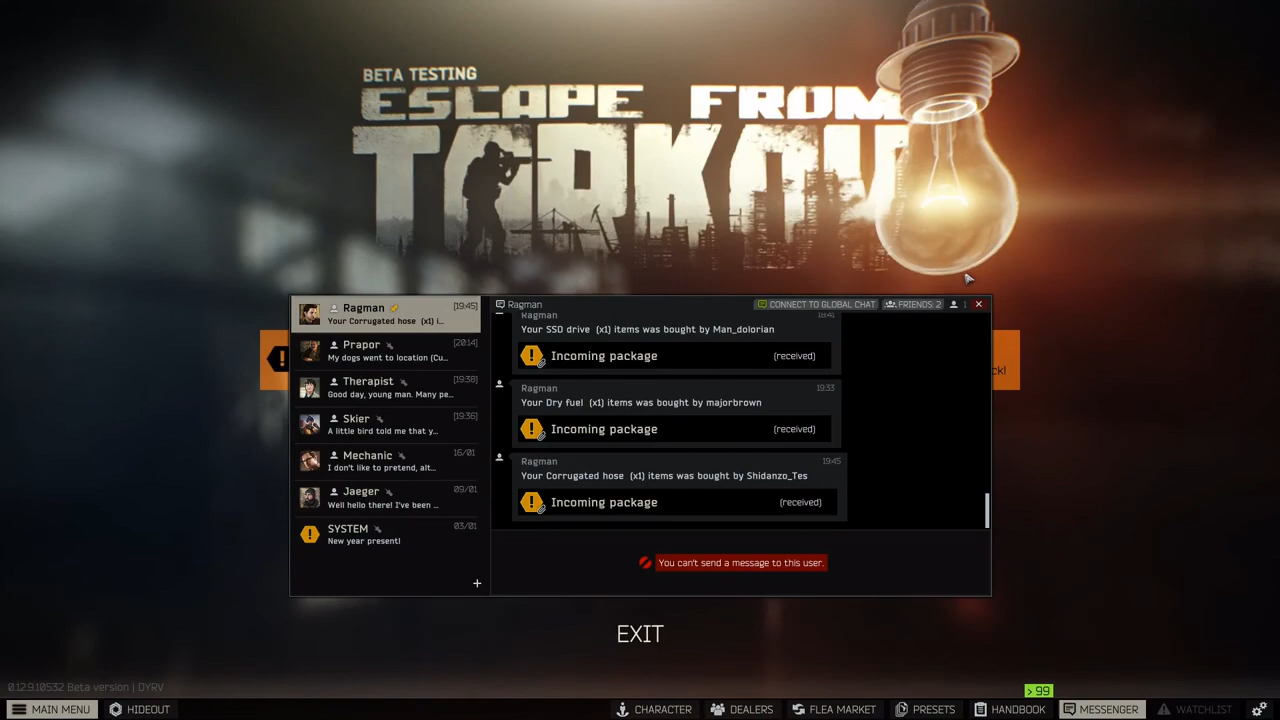 BETA TESTING
ESCAPE FROM
TARKOV
Ragman
[19:45]
Your Corrugated hose (x1) i...
Prapor
[20:14]
My dogs went to location (Cu...
Therapist
[19:38]
Good day, young man. Many pe...
Skier
[19:36]
A little bird told me that y...
Mechanic
16/01
I don't like to pretend, alt...
Jaeger
09/01
Well hello there! I've been ...
SYSTEM
03/01
New year present!
+
Ragman
CONNECT TO GLOBAL CHAT
FRIENDS: 2
1
Ragman
Your SSD drive (x1) items was bought by Man_dolorian
Incoming package
(received)
Ragman
19:33
Your Dry fuel (x1) items was bought by majorbrown
Incoming package
(received)
Ragman
19:45
Your Corrugated hose (x1) items was bought by Shidanzo_Tes
Incoming package
(received)
You can't send a message to this user.
ck!
EXIT
0.12.9.10532 Beta version | DYRV
> 99
MAIN MENU
HIDEOUT
CHARACTER
DEALERS
FLEA MARKET
PRESETS
HANDBOOK
MESSENGER
WATCHLIST